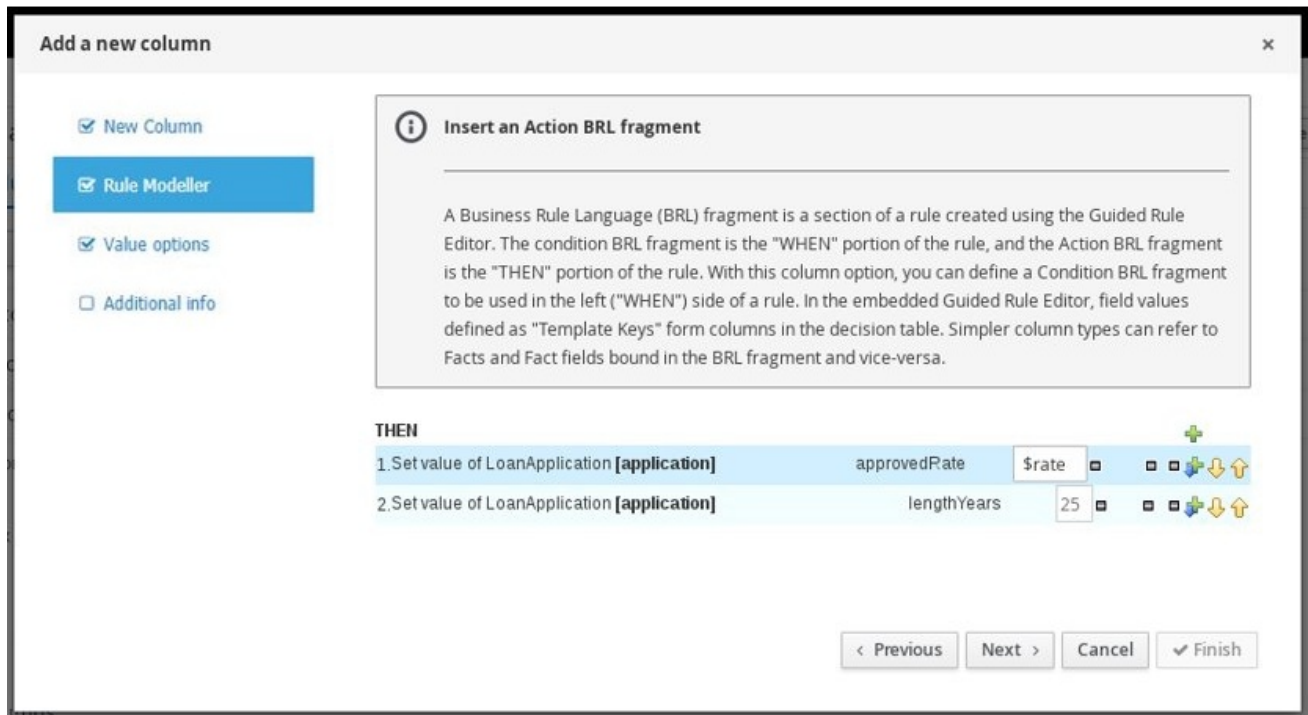 Add a new column
×
New Column
Rule Modeller
Value options
Additional info
Insert an Action BRL fragment
A Business Rule Language (BRL) fragment is a section of a rule created using the Guided Rule
Editor. The condition BRL fragment is the "WHEN" portion of the rule, and the Action BRL fragment
is the "THEN" portion of the rule. With this column option, you can define a Condition BRL fragment
to be used in the left ("WHEN") side of a rule. In the embedded Guided Rule Editor, field values
defined as "Template Keys" form columns in the decision table. Simpler column types can refer to
Facts and Fact fields bound in the BRL fragment and vice-versa.
THEN
1.Set value of LoanApplication [application] approvedRate $rate
2.Set value of LoanApplication [application] lengthYears 25
< Previous Next > Cancel Finish